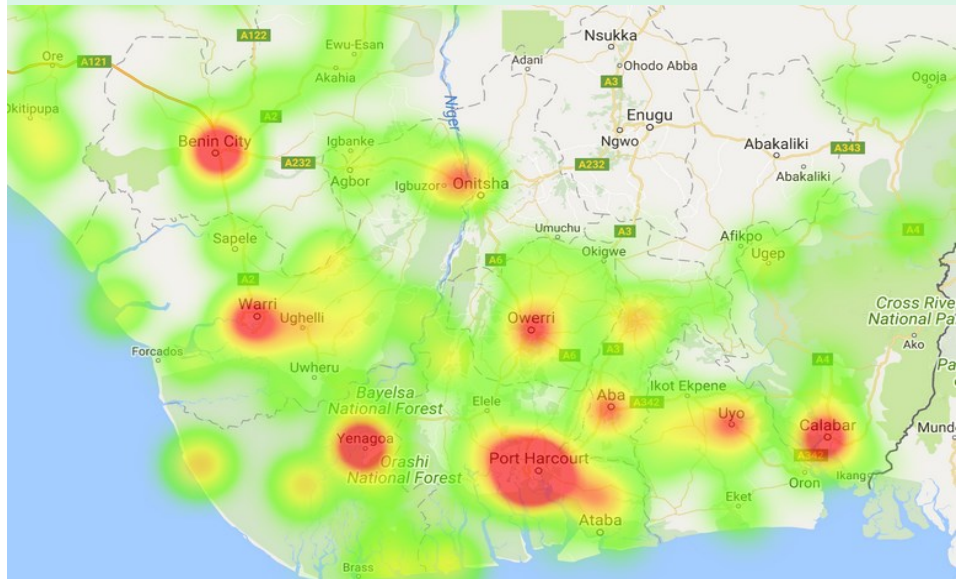 A122
Ewu-Esan
Nsukka
Ore
A121
Adani
Ohodo Abba
Akahia
A3
Ogoja
Okitipupa
Niger
A2
Enugu
Ngwo
Benin City
Igbanke
A232
A232
Abakaliki
A343
Agbor
Igbuzor
Onitsha
Abakaliki
Umuchu
A3
Afikpo
A4
Sapele
A6
Okigwe
Ugep
A2
Warri
Ughelli
Owerri
Cross River
National Pa
Ako
Forcados
A6
A3
A4
Uwheru
Ikot Ekpene
Bayelsa
National Forest
Elele
Aba
A342
Uyo
Calabar
Mund
Yenagoa
Orashi
National Forest
Port Harcourt
A342
Oron
Ikang
Eket
Ataba
Brass